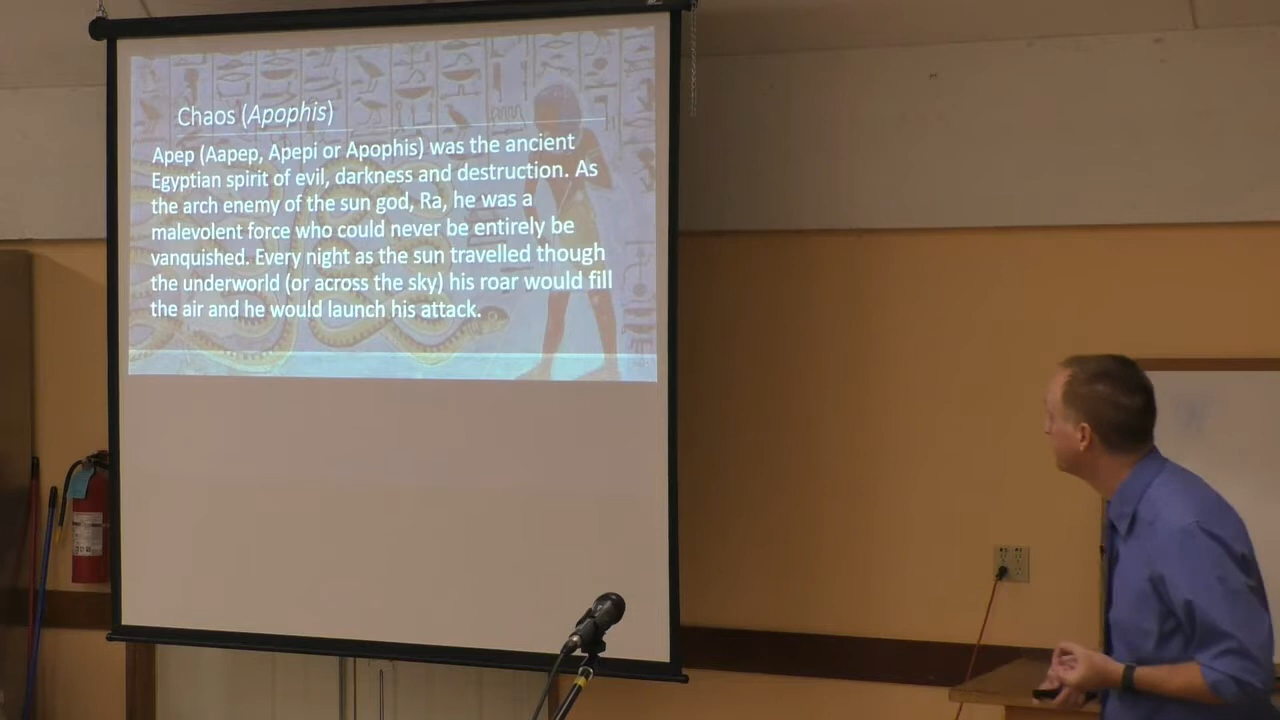 Chaos (Apophis)
Apep (Aapep, Apepi or Apophis) was the ancient
Egyptian spirit of evil, darkness and destruction. As
the arch enemy of the sun god, Ra, he was a
malevolent force who could never be entirely be
vanquished. Every night as the sun travelled though
the underworld (or across the sky) his roar would fill
the air and he would launch his attack.